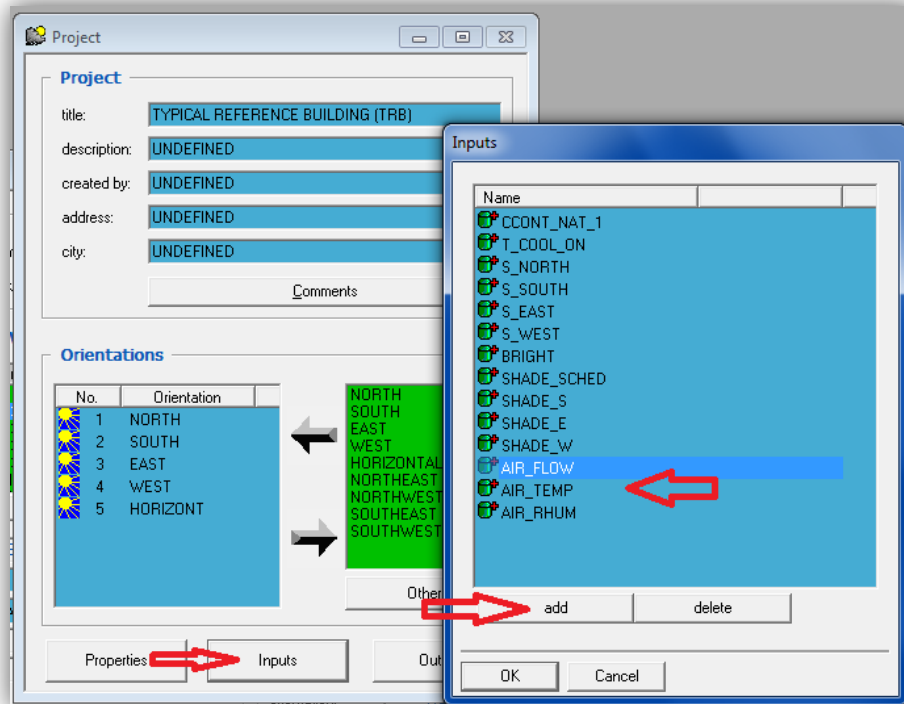 Project
Project
title: TYPICAL REFERENCE BUILDING (TRB)
description: UNDEFINED
created by: UNDEFINED
address: UNDEFINED
city: UNDEFINED
Comments
Orientations
No. Orientation
1 NORTH
2 SOUTH
3 EAST
4 WEST
5 HORIZONT
NORTH
SOUTH
EAST
WEST
HORIZONTAL
NORTHEAST
NORTHWEST
SOUTHEAST
SOUTHWEST
Other
Properties
Inputs
Out
Inputs
Name
CCONT_NAT_1
T_COOL_ON
S_NORTH
S_SOUTH
S_EAST
S_WEST
BRIGHT
SHADE_SCHED
SHADE_S
SHADE_E
SHADE_W
AIR_FLOW
AIR_TEMP
AIR_RHUM
add delete
OK Cancel